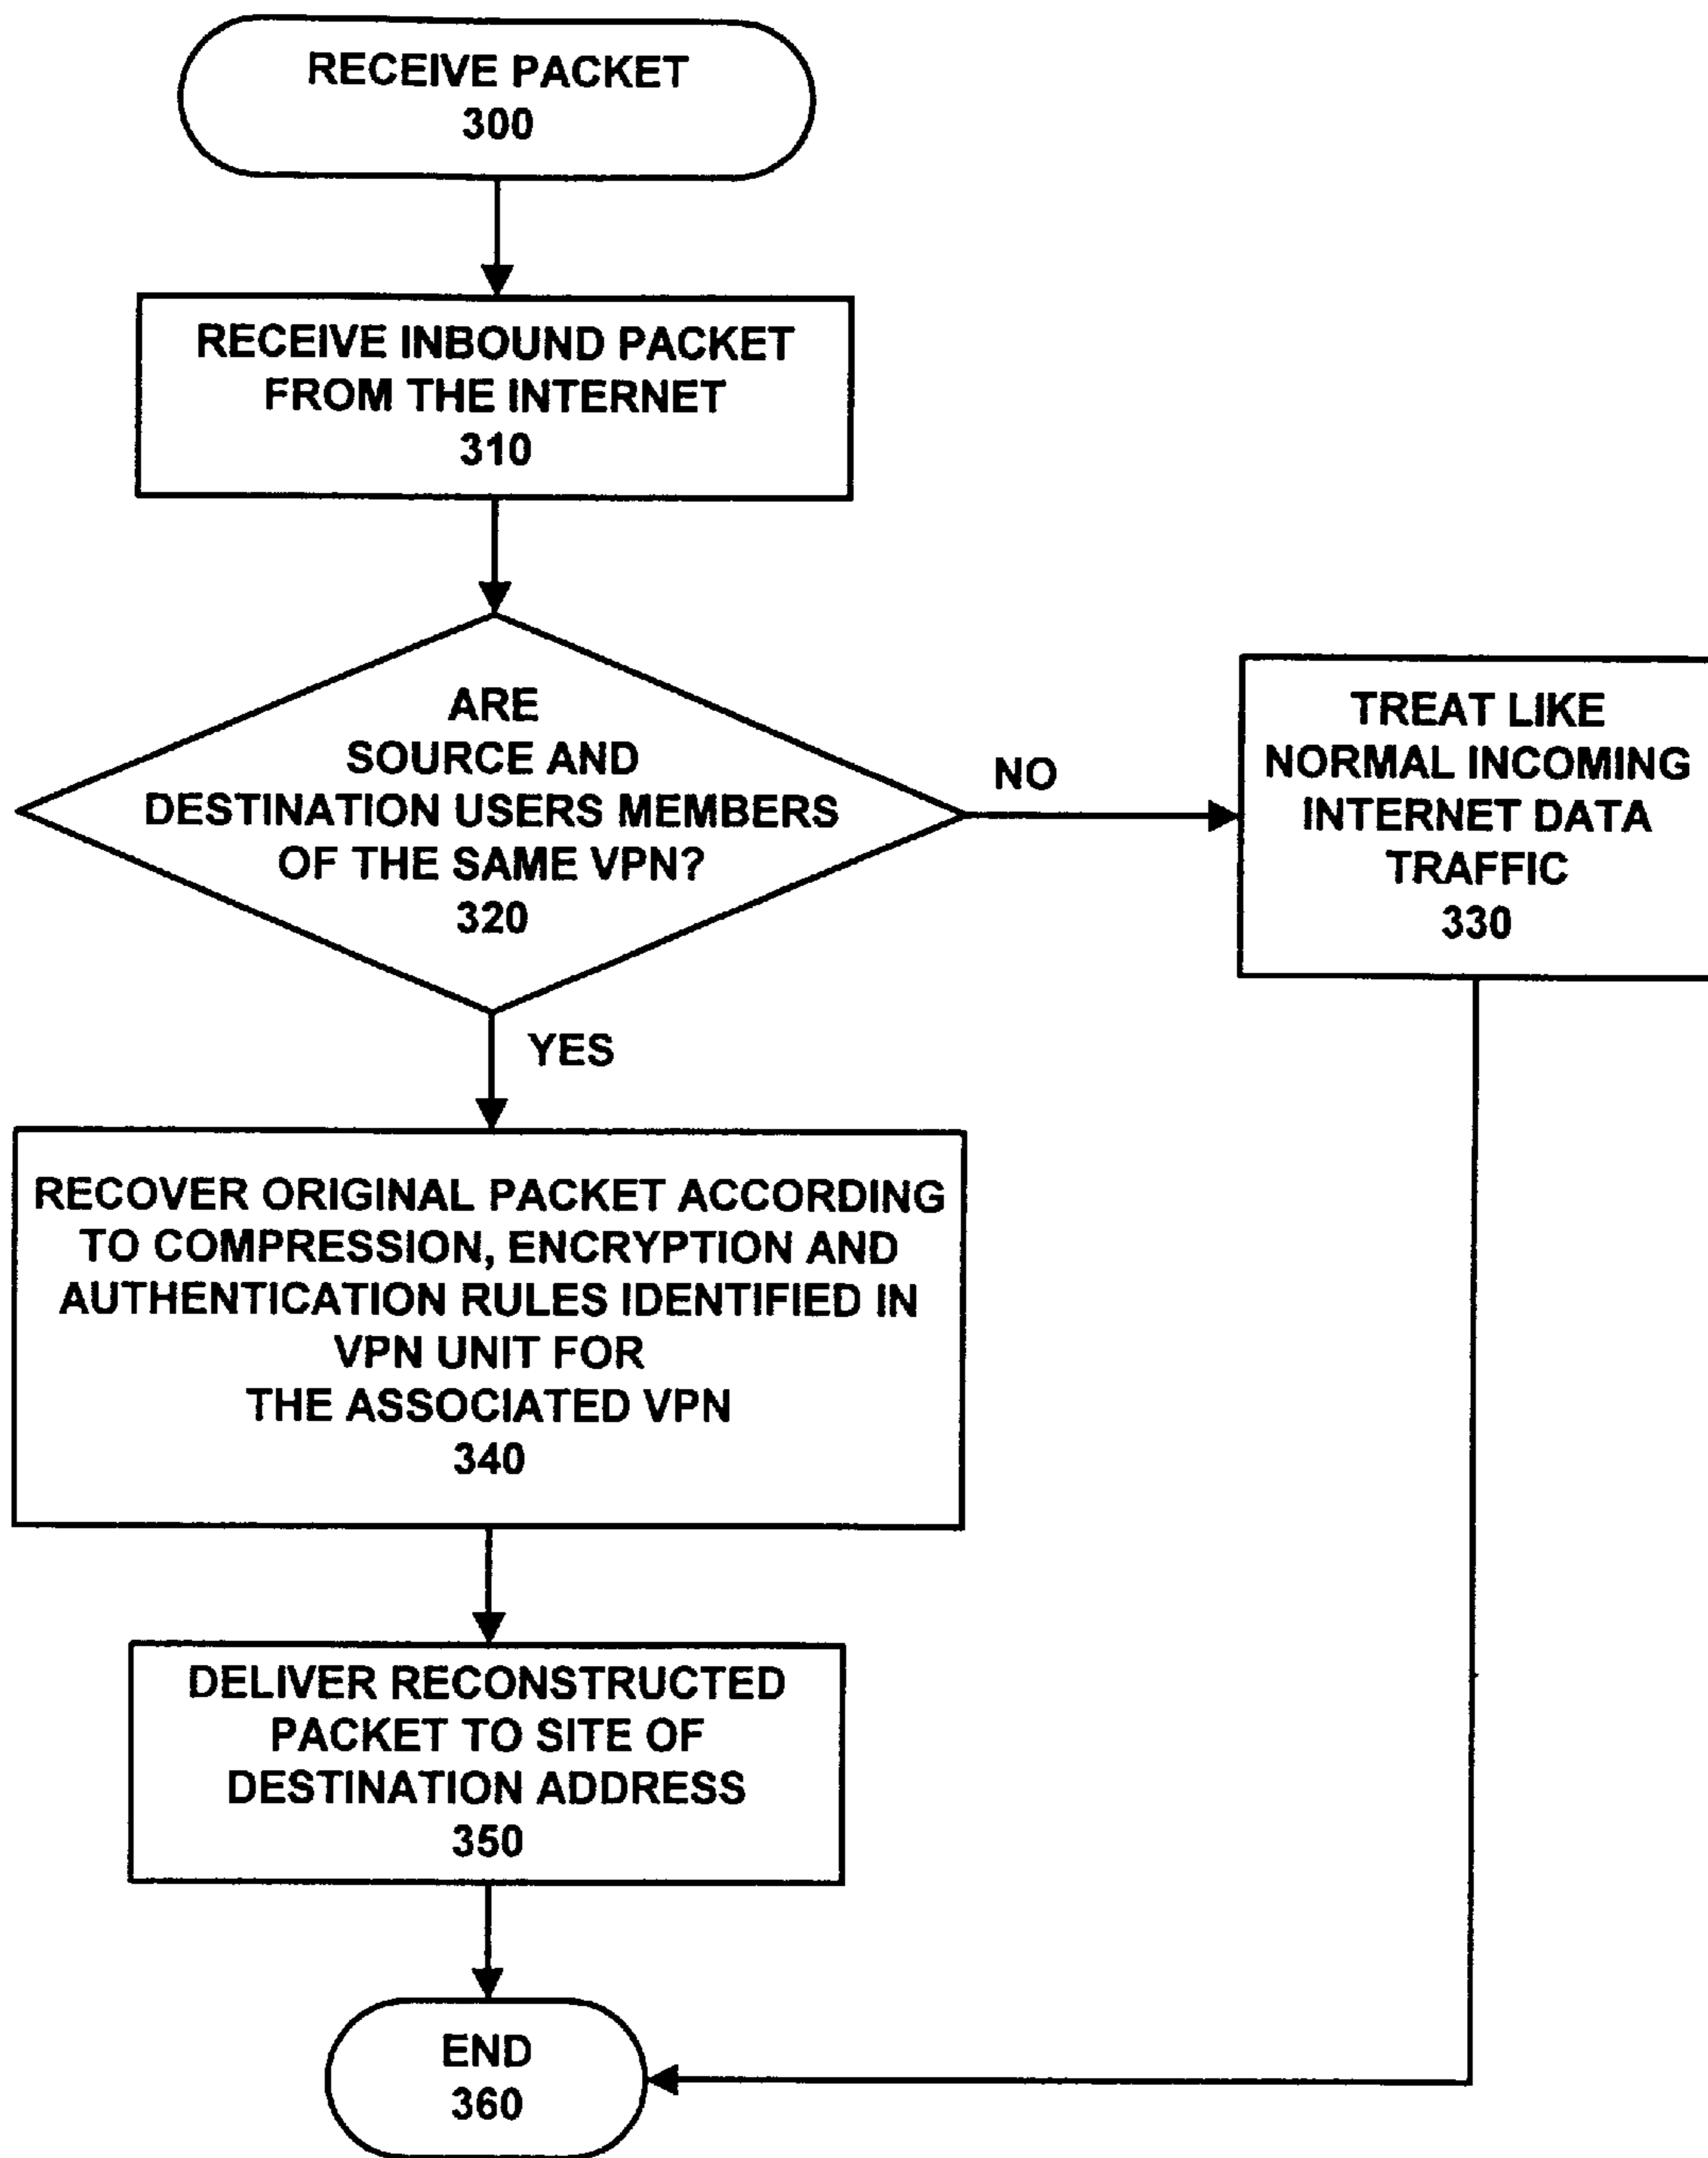 RECEIVE PACKET
300
RECEIVE INBOUND PACKET
FROM THE INTERNET
310
ARE
SOURCE AND
DESTINATION USERS MEMBERS
OF THE SAME VPN?
320
NO
TREAT LIKE
NORMAL INCOMING
INTERNET DATA
TRAFFIC
330
YES
RECOVER ORIGINAL PACKET ACCORDING
TO COMPRESSION, ENCRYPTION AND
AUTHENTICATION RULES IDENTIFIED IN
VPN UNIT FOR
THE ASSOCIATED VPN
340
DELIVER RECONSTRUCTED
PACKET TO SITE OF
DESTINATION ADDRESS
350
END
360